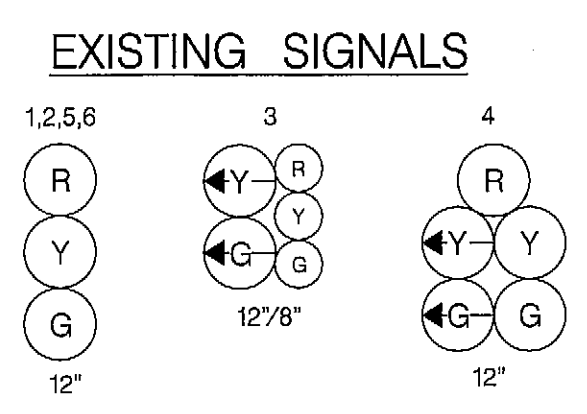 EXISTING SIGNALS
1,2,5,6
R
Y
G
12"
3
Y R
Y
G G
12"/8"
4
R
Y Y
G G
12"